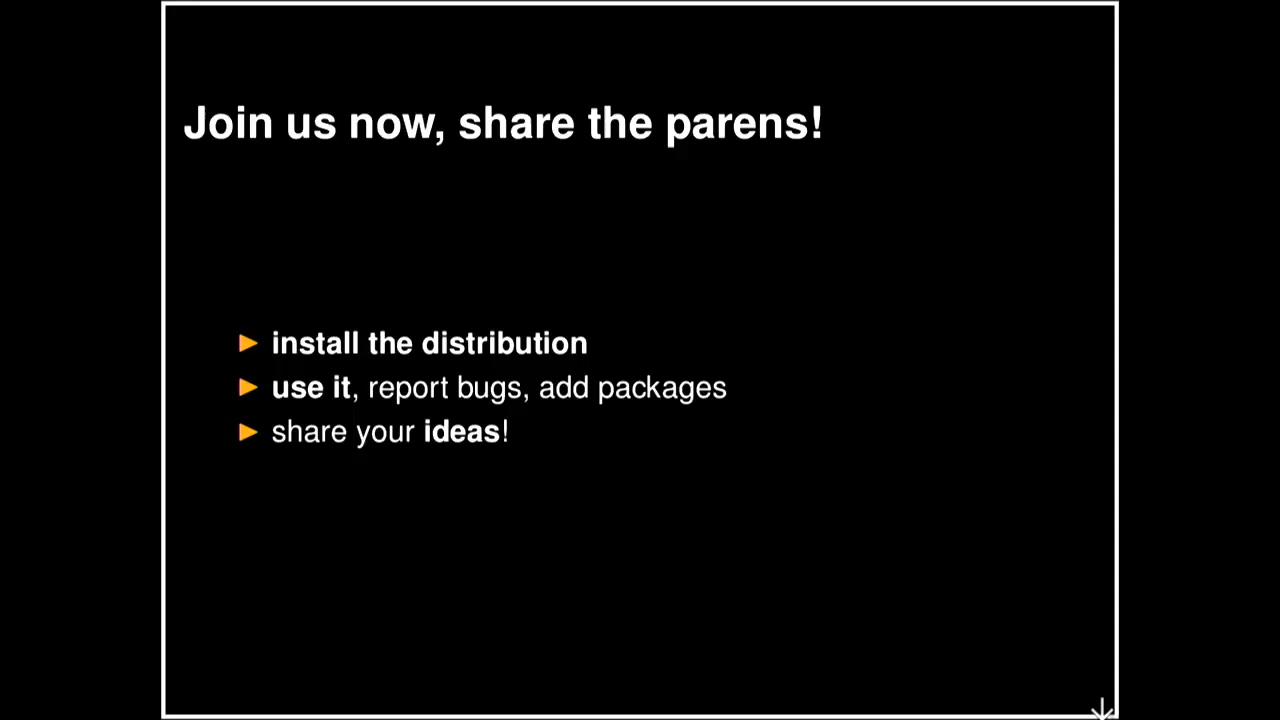 Join us now, share the parens!
install the distribution
use it, report bugs, add packages
share your ideas!